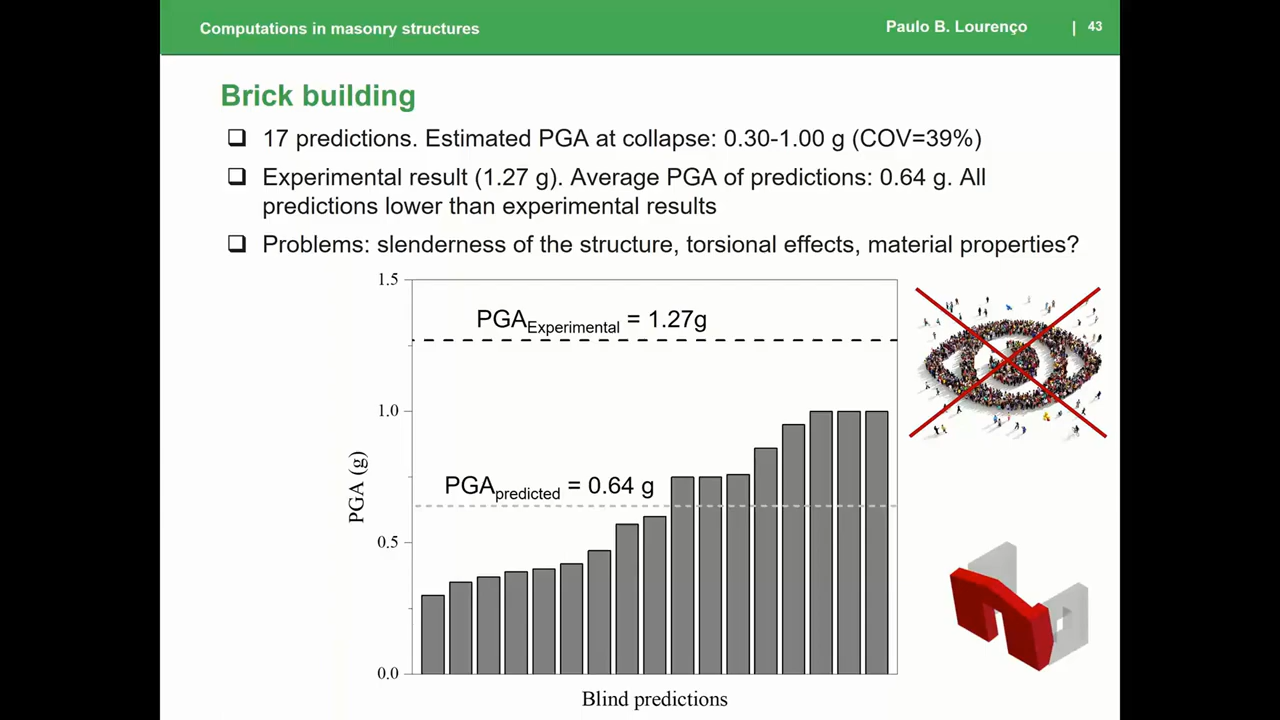 Computations in masonry structures
Paulo B. Lourenço | 43
Brick building
❑ 17 predictions. Estimated PGA at collapse: 0.30-1.00 g (COV=39%)
❑ Experimental result (1.27 g). Average PGA of predictions: 0.64 g. All
predictions lower than experimental results
❑ Problems: slenderness of the structure, torsional effects, material properties?
1.5
PGAExperimental = 1.27g
1.0
PGA (g)
PGApredicted = 0.64 g
0.5
0.0
Blind predictions